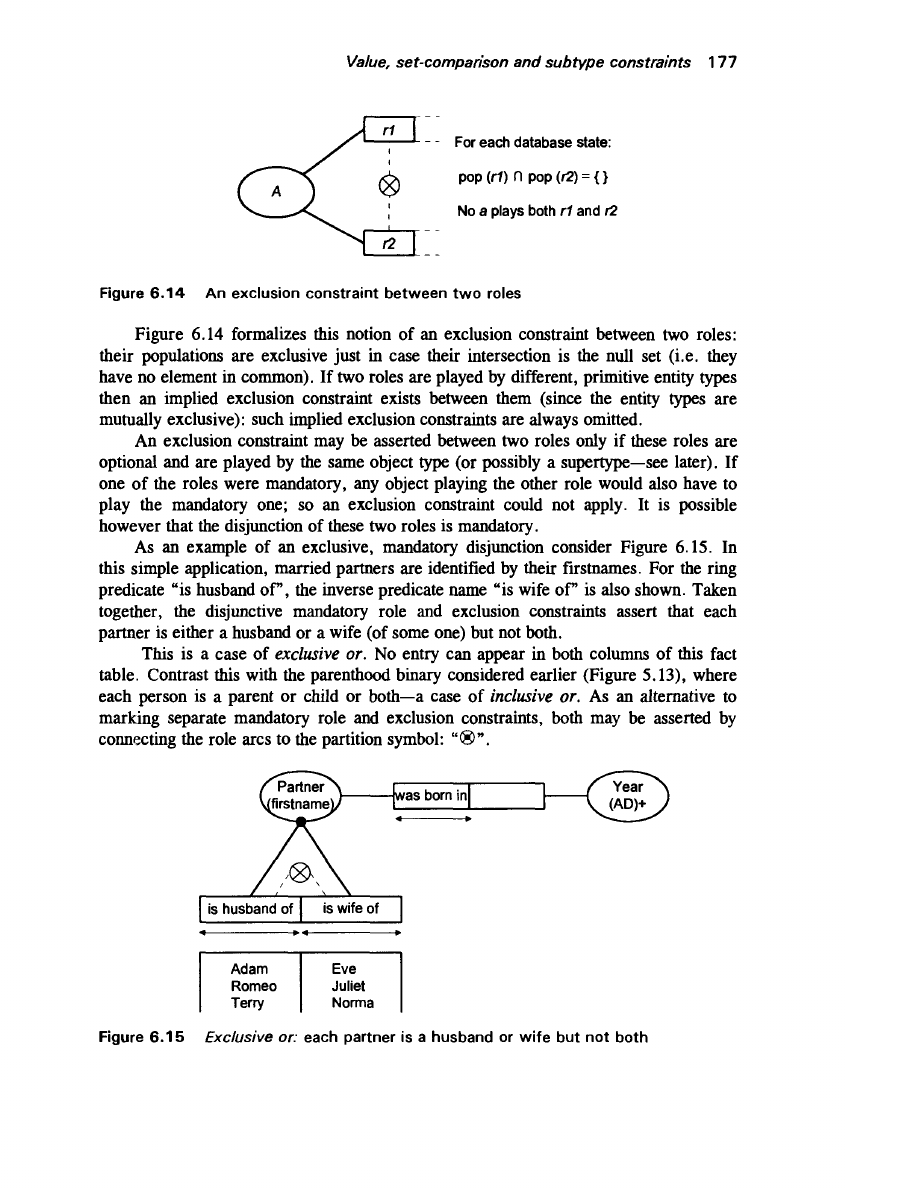 Value, set-comparison and subtype constraints 177
r1
For each database state:
A
pop (r1) ∩ pop (r2) = { }
No a plays both r1 and r2
r2
Figure 6.14 An exclusion constraint between two roles
Figure 6.14 formalizes this notion of an exclusion constraint between two roles:
their populations are exclusive just in case their intersection is the null set (i.e. they
have no element in common). If two roles are played by different, primitive entity types
then an implied exclusion constraint exists between them (since the entity types are
mutually exclusive): such implied exclusion constraints are always omitted.
An exclusion constraint may be asserted between two roles only if these roles are
optional and are played by the same object type (or possibly a supertype—see later). If
one of the roles were mandatory, any object playing the other role would also have to
play the mandatory one; so an exclusion constraint could not apply. It is possible
however that the disjunction of these two roles is mandatory.
As an example of an exclusive, mandatory disjunction consider Figure 6.15. In
this simple application, married partners are identified by their firstnames. For the ring
predicate “is husband of”, the inverse predicate name “is wife of” is also shown. Taken
together, the disjunctive mandatory role and exclusion constraints assert that each
partner is either a husband or a wife (of some one) but not both.
This is a case of exclusive or. No entry can appear in both columns of this fact
table. Contrast this with the parenthood binary considered earlier (Figure 5.13), where
each person is a parent or child or both—a case of inclusive or. As an alternative to
marking separate mandatory role and exclusion constraints, both may be asserted by
connecting the role arcs to the partition symbol: “⊗”.
Partner
(firstname)
was born in
Year
(AD)+
is husband of
is wife of
Adam Eve
Romeo Juliet
Terry Norma
Figure 6.15 Exclusive or: each partner is a husband or wife but not both